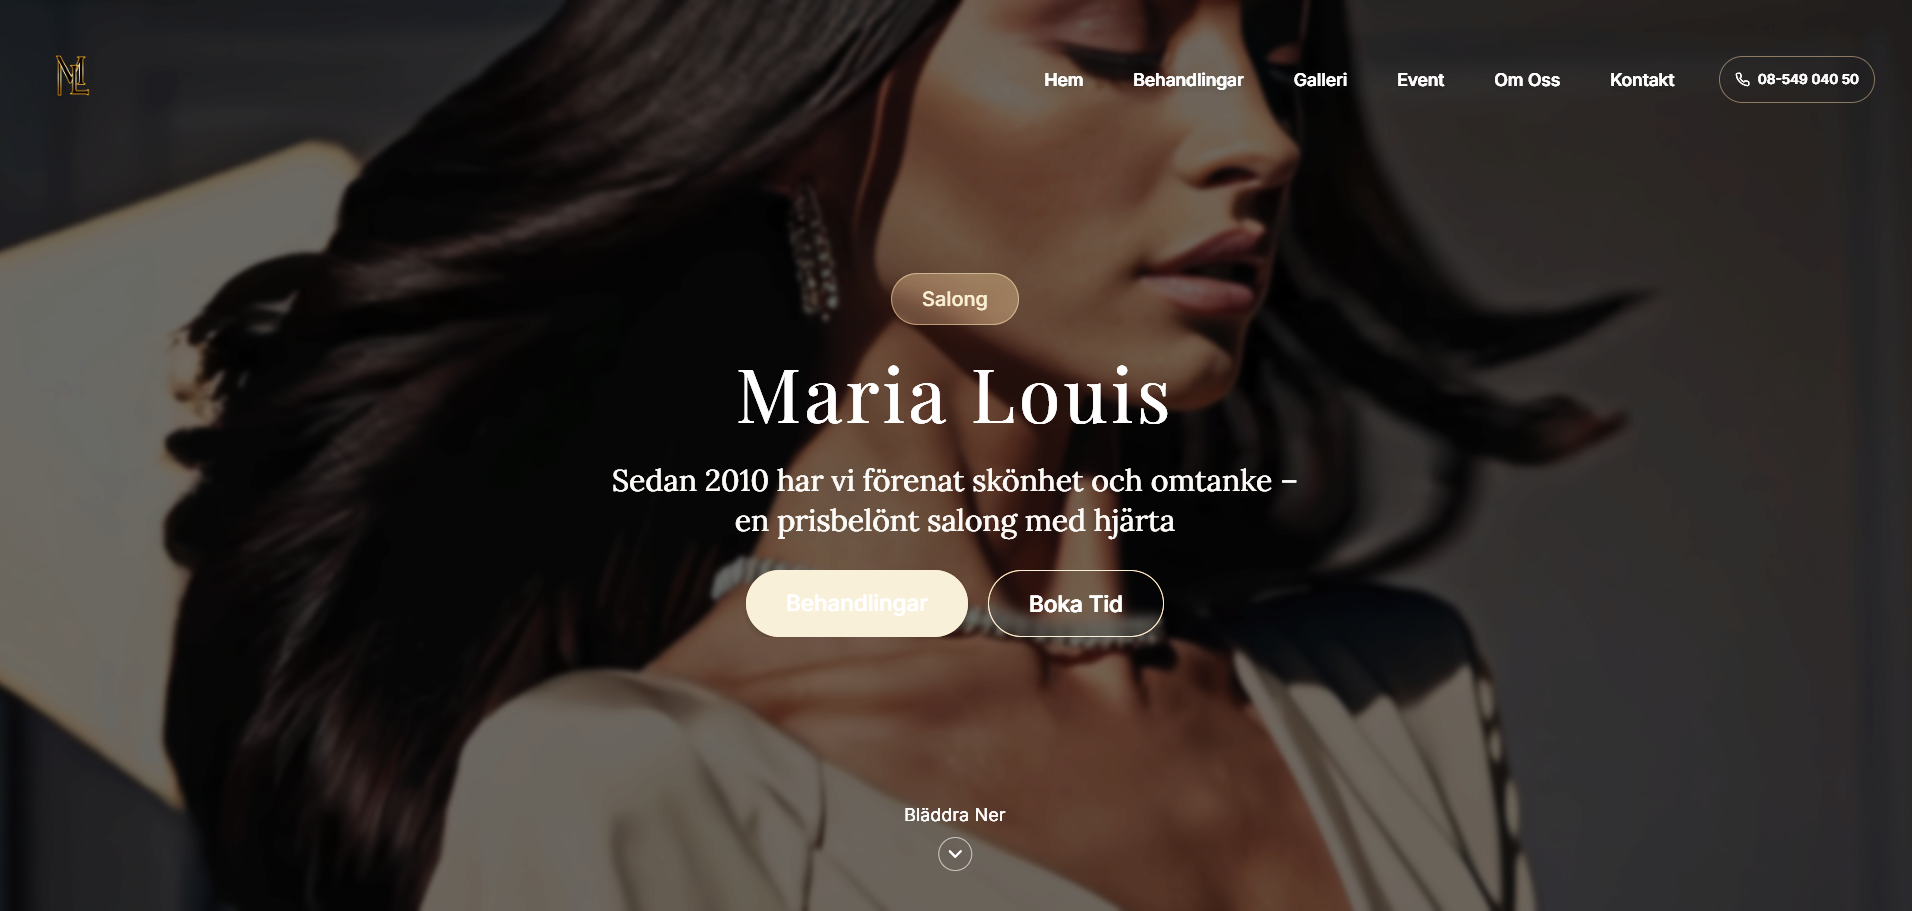 ML
Hem
Behandlingar
Galleri
Event
Om Oss
Kontakt
08-549 040 50
Salong
Maria Louis
Sedan 2010 har vi förenat skönhet och omtanke –
en prisbelönt salong med hjärta
Behandlingar
Boka Tid
Bläddra Ner